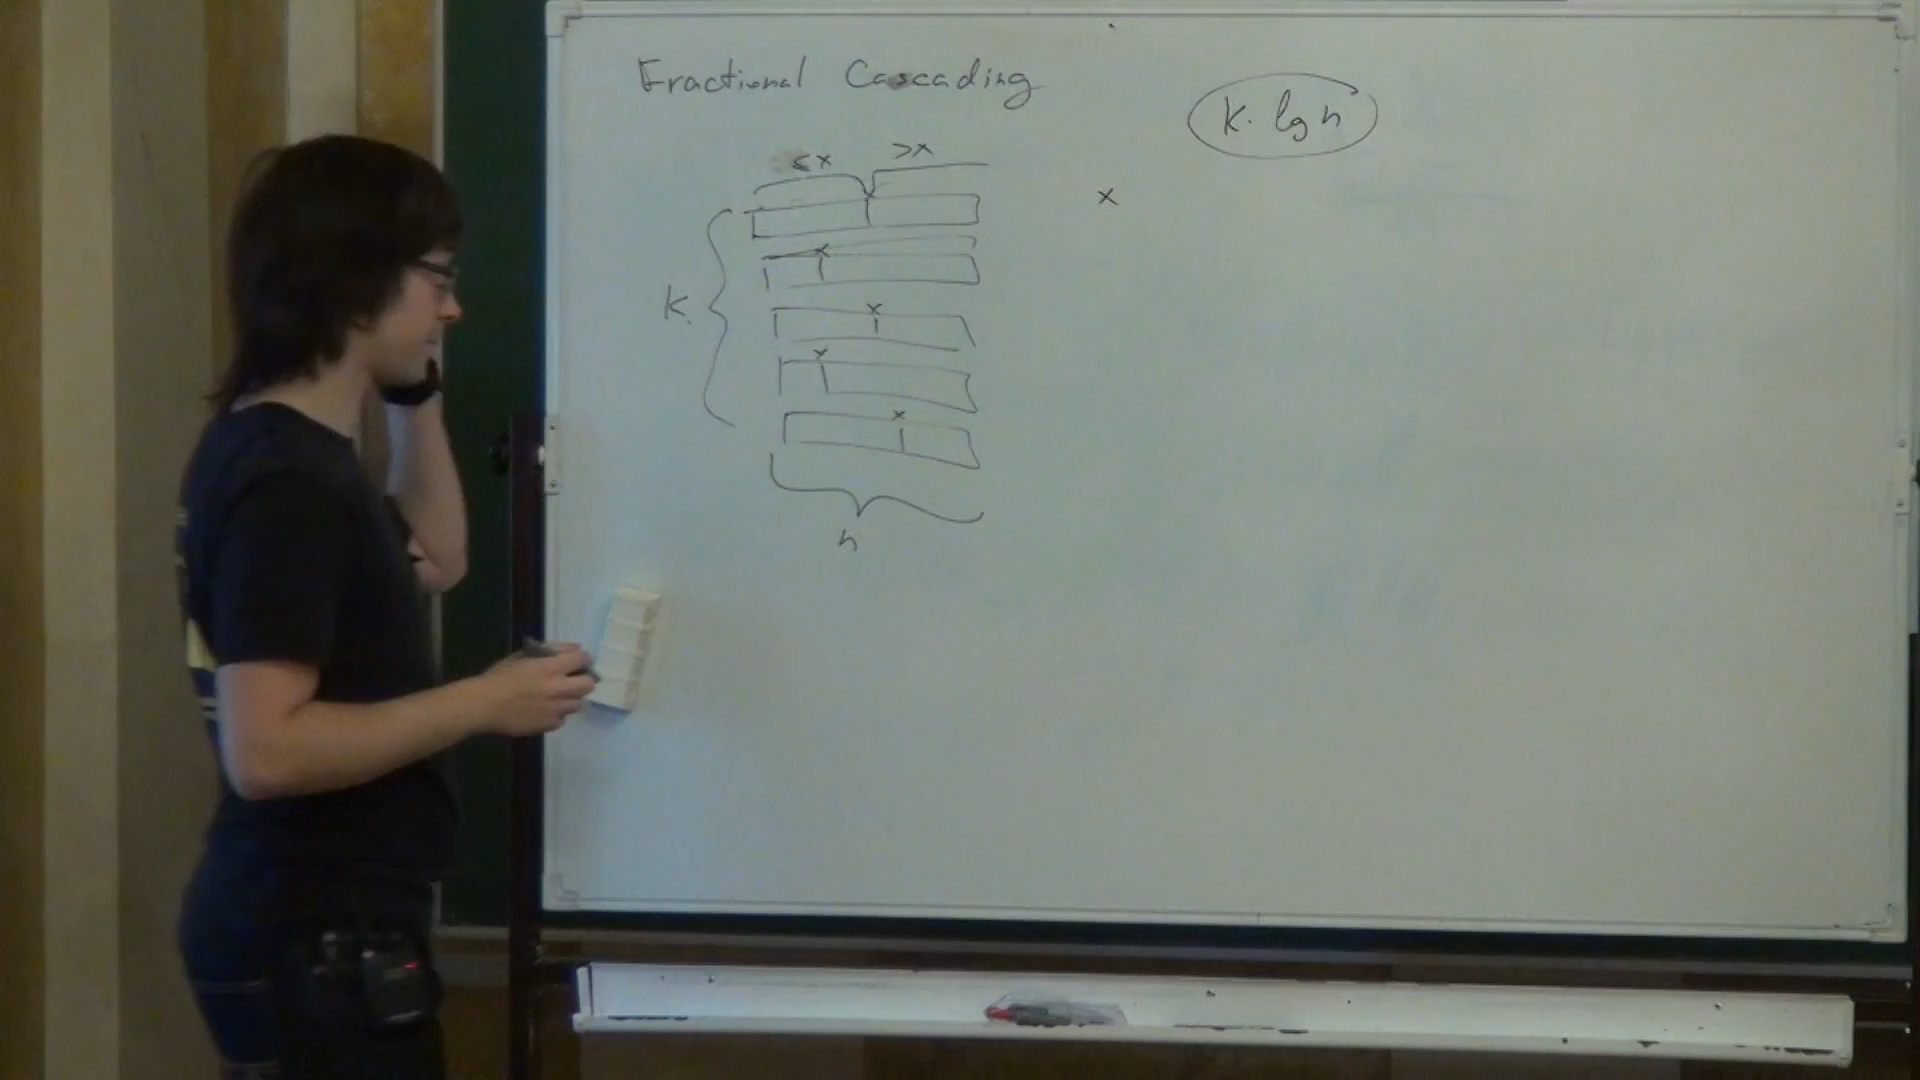 Fractional Cascading
k. lg n
≤x >x
x
x
x
k.
x
x
x
n